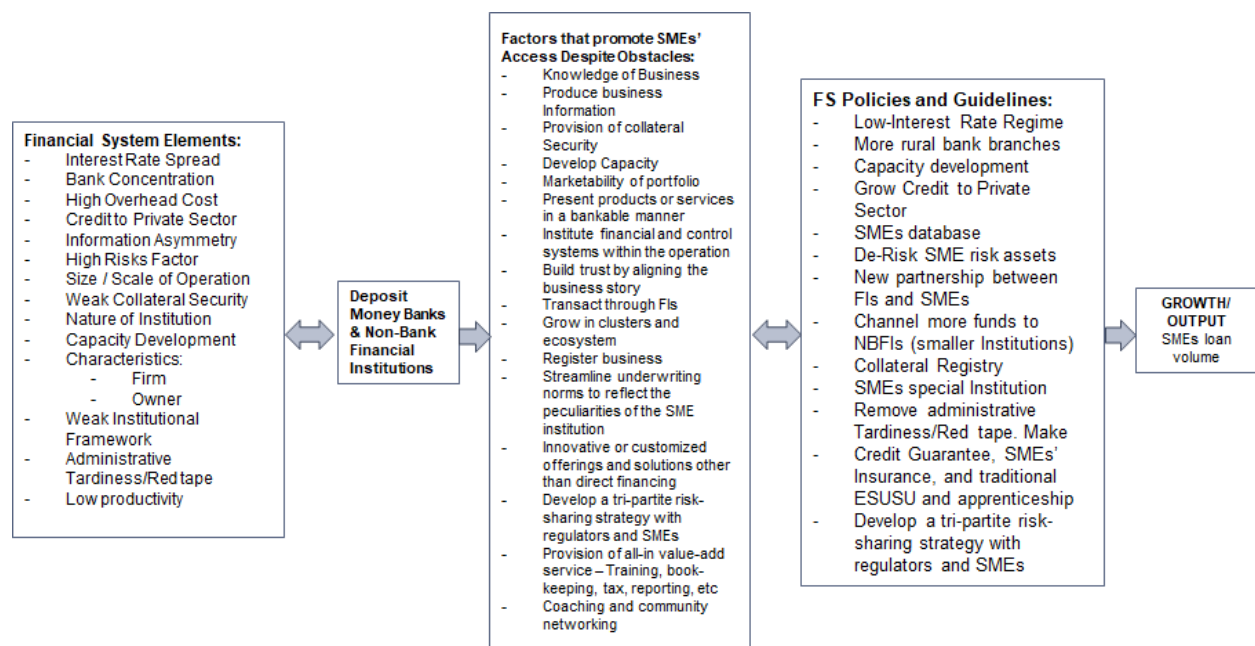 Financial System Elements:
- Interest Rate Spread
- Bank Concentration
- High Overhead Cost
- Credit to Private Sector
- Information Asymmetry
- High Risks Factor
- Size / Scale of Operation
- Weak Collateral Security
- Nature of Institution
- Capacity Development
- Characteristics:
- Firm
- Owner
- Weak Institutional
Framework
- Administrative
Tardiness/Red tape
- Low productivity
Deposit
Money Banks
& Non-Bank
Financial
Institutions
Factors that promote SMEs'
Access Despite Obstacles:
- Knowledge of Business
- Produce business
Information
- Provision of collateral
Security
- Develop Capacity
- Marketability of portfolio
- Present products or services
in a bankable manner
- Institute financial and control
systems within the operation
- Build trust by aligning the
business story
- Transact through FIs
- Grow in clusters and
ecosystem
- Register business
- Streamline underwriting
norms to reflect the
peculiarities of the SME
institution
- Innovative or customized
offerings and solutions other
than direct financing
- Develop a tri-partite risk-
sharing strategy with
regulators and SMEs
- Provision of all-in value-add
service – Training, book-
keeping, tax, reporting, etc
- Coaching and community
networking
FS Policies and Guidelines:
- Low-Interest Rate Regime
- More rural bank branches
- Capacity development
- Grow Credit to Private
Sector
- SMEs database
- De-Risk SME risk assets
- New partnership between
FIs and SMEs
- Channel more funds to
NBFIs (smaller Institutions)
- Collateral Registry
- SMEs special Institution
- Remove administrative
Tardiness/Red tape. Make
- Credit Guarantee, SMEs'
Insurance, and traditional
ESUSU and apprenticeship
- Develop a tri-partite risk-
sharing strategy with
regulators and SMEs
GROWTH/
OUTPUT
SMEs loan
volume